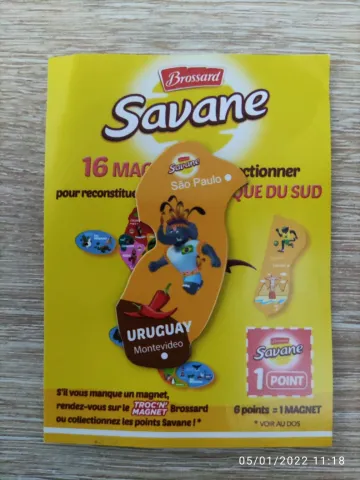 Brossard
Savane
16 MAG ctionner
pour reconstitue QUE DU SUD
Savane
São Paulo
URUGUAY
Montevideo
Savane
1 POINT
S'il vous manque un magnet,
rendez-vous sur le TROC'N' MAGNET Brossard
ou collectionnez les points Savane ! *
6 points = 1 MAGNET
* VOIR AU DOS
05/01/2022 11:18